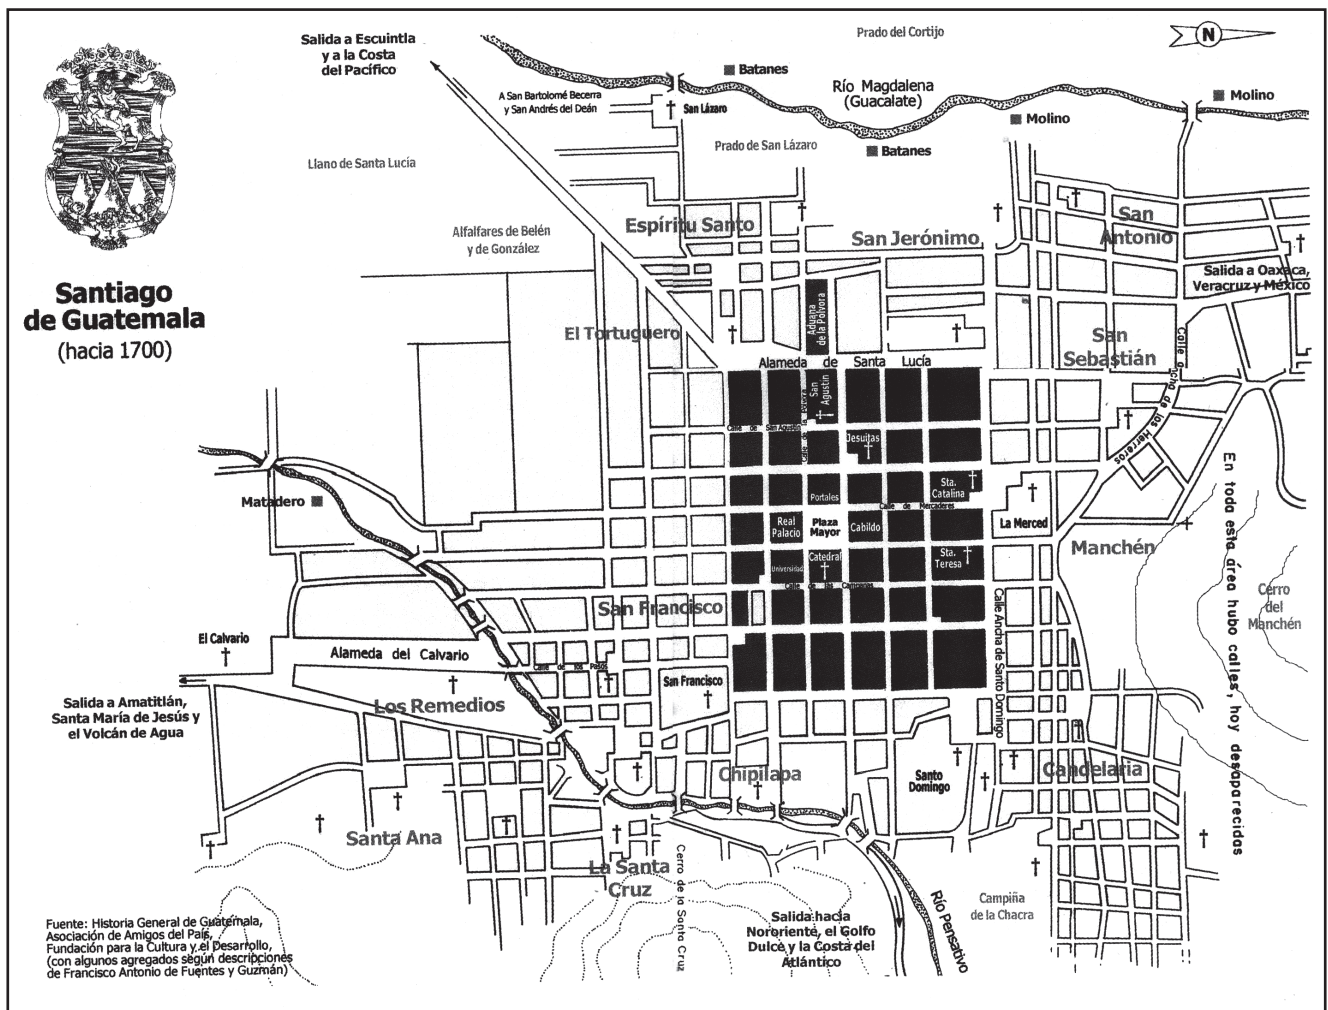 Santiago
de Guatemala
(hacia 1700)
Salida a Escuintla
y a la Costa
del Pacífico
Prado del Cortijo
N
Batanes
Río Magdalena
(Guacalate)
Molino
Molino
A San Bartolomé Becerra
y San Andrés del Deán
San Lázaro
Prado de San Lázaro
Batanes
Llano de Santa Lucía
Alfalfares de Belén
y de González
Espíritu Santo
San Jerónimo
San
Antonio
Salida a Oaxaca,
Veracruz y México
El Tortuguero
Aduana
de la Pólvora
San
Sebastián
Alameda de Santa Lucía
Calle ancha de los Herreros
San
Agustín
Calle de San Agustín
Jesuitas
Matadero
Portales
Sta.
Catalina
Calle de Mercaderes
Real
Palacio
Plaza
Mayor
Cabildo
La Merced
Manchén
Universidad
Catedral
Sta.
Teresa
Cerro
del
Manchén
En toda esta área hubo calles, hoy desaparecidas
San Francisco
Calle Ancha de Santo Domingo
El Calvario
Alameda del Calvario
Calle de los Pasos
San Francisco
Salida a Amatitlán,
Santa María de Jesús y
el Volcán de Agua
Los Remedios
Chipilapa
Santo
Domingo
Candelaria
Santa Ana
La Santa
Cruz
Cerro de la Santa Cruz
Campiña
de la Chacra
Río Pensativo
Salida hacia
Nororiente, el Golfo
Dulce y la Costa del
Atlántico
Fuente: Historia General de Guatemala,
Asociación de Amigos del País,
Fundación para la Cultura y el Desarrollo,
(con algunos agregados según descripciones
de Francisco Antonio de Fuentes y Guzmán)